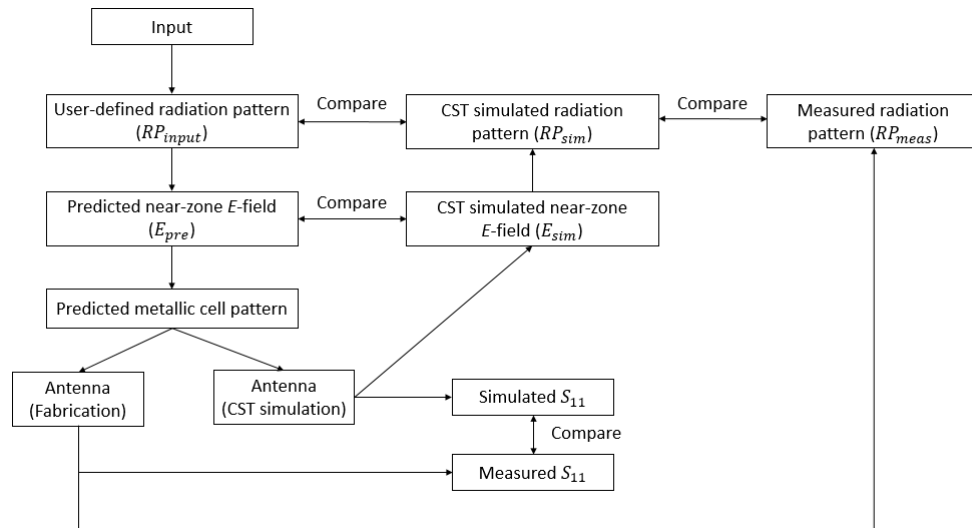 Input
User-defined radiation pattern
(RP_input)
Compare
CST simulated radiation
pattern (RP_sim)
Compare
Measured radiation
pattern (RP_meas)
Predicted near-zone E-field
(E_pre)
Compare
CST simulated near-zone
E-field (E_sim)
Predicted metallic cell pattern
Antenna
(Fabrication)
Antenna
(CST simulation)
Simulated S_11
Compare
Measured S_11